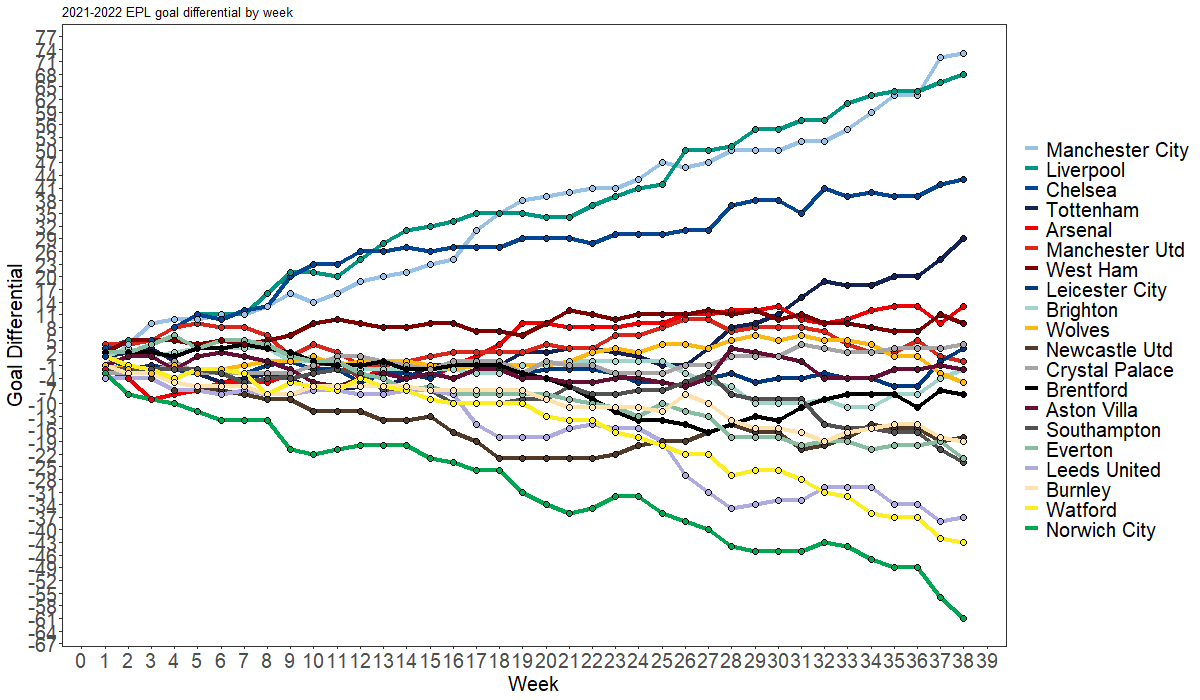 2021-2022 EPL goal differential by week
Goal Differential
77
74
71
68
65
62
59
56
53
50
47
44
41
38
35
32
29
26
23
20
17
14
11
8
5
2
-1
-4
-7
-10
-13
-16
-19
-22
-25
-28
-31
-34
-37
-40
-43
-46
-49
-52
-55
-58
-61
-64
-67
0 1 2 3 4 5 6 7 8 9 10 11 12 13 14 15 16 17 18 19 20 21 22 23 24 25 26 27 28 29 30 31 32 33 34 35 36 37 38 39
Week
Manchester City
Liverpool
Chelsea
Tottenham
Arsenal
Manchester Utd
West Ham
Leicester City
Brighton
Wolves
Newcastle Utd
Crystal Palace
Brentford
Aston Villa
Southampton
Everton
Leeds United
Burnley
Watford
Norwich City